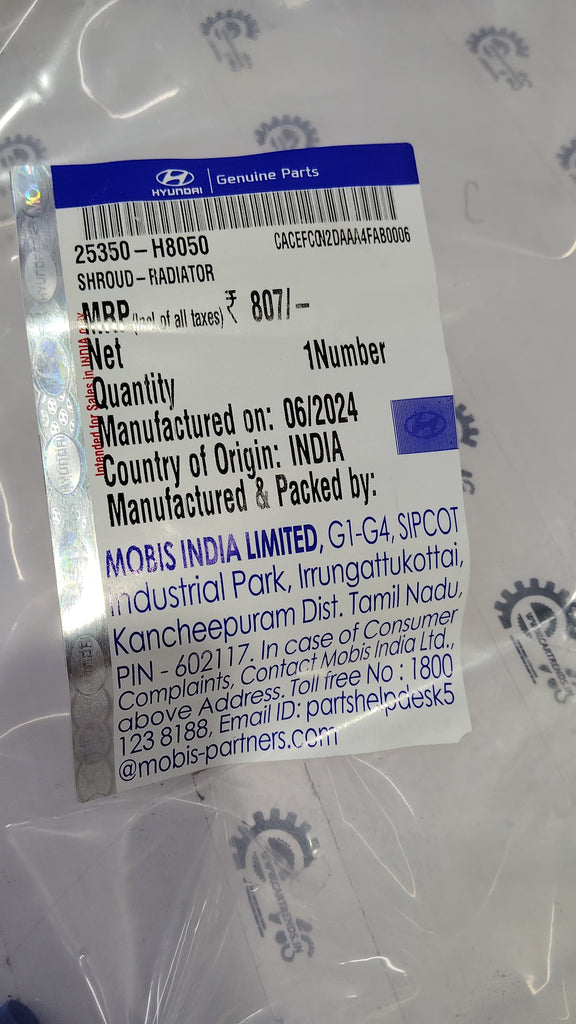 HYUNDAI | Genuine Parts
25350-H8050 CACEFCQN2DAAA4FAB0006
SHROUD-RADIATOR
MRP (Incl of all taxes) ₹ 807/-
Net 1Number
Quantity
Manufactured on: 06/2024
Country of Origin: INDIA
Manufactured & Packed by:
MOBIS INDIA LIMITED, G1-G4, SIPCOT
Industrial Park, Irrungattukottai,
Kancheepuram Dist. Tamil Nadu,
PIN - 602117. In case of Consumer
Complaints, Contact Mobis India Ltd.,
above Address. Toll free No : 1800
123 8188, Email ID: partshelpdesk5
@mobis-partners.com
Intended for Sales in INDIA only
HYUNDAI
HYUNDAI